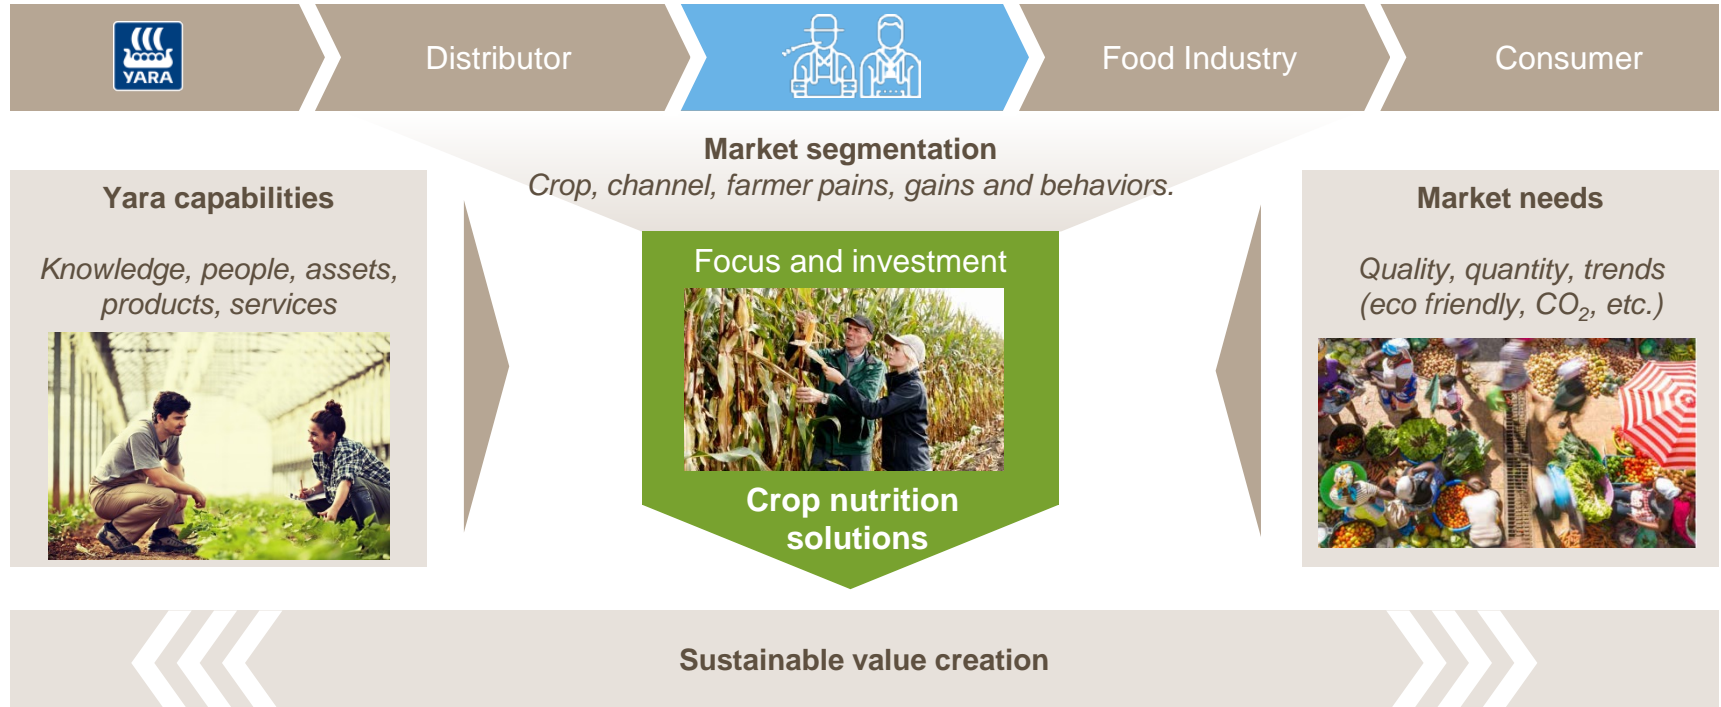 YARA
Distributor
Food Industry
Consumer
Market segmentation
Crop, channel, farmer pains, gains and behaviors.
Yara capabilities
Knowledge, people, assets,
products, services
Focus and investment
Crop nutrition
solutions
Market needs
Quality, quantity, trends
(eco friendly, CO₂, etc.)
Sustainable value creation